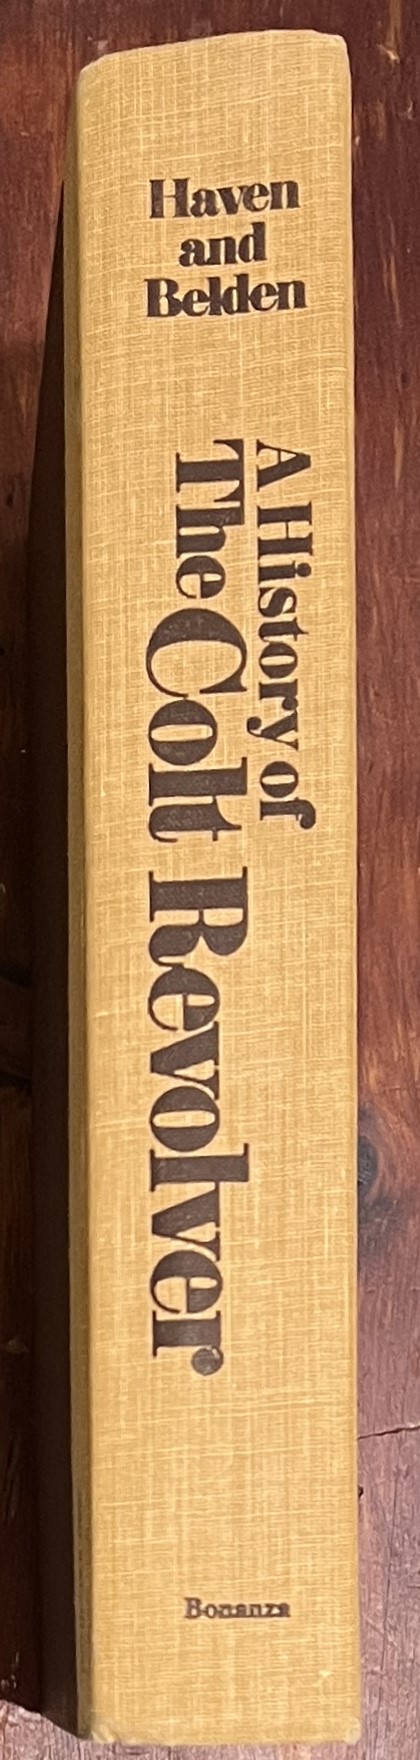 Haven
and
Belden
A History of
The Colt Revolver
Bonanza